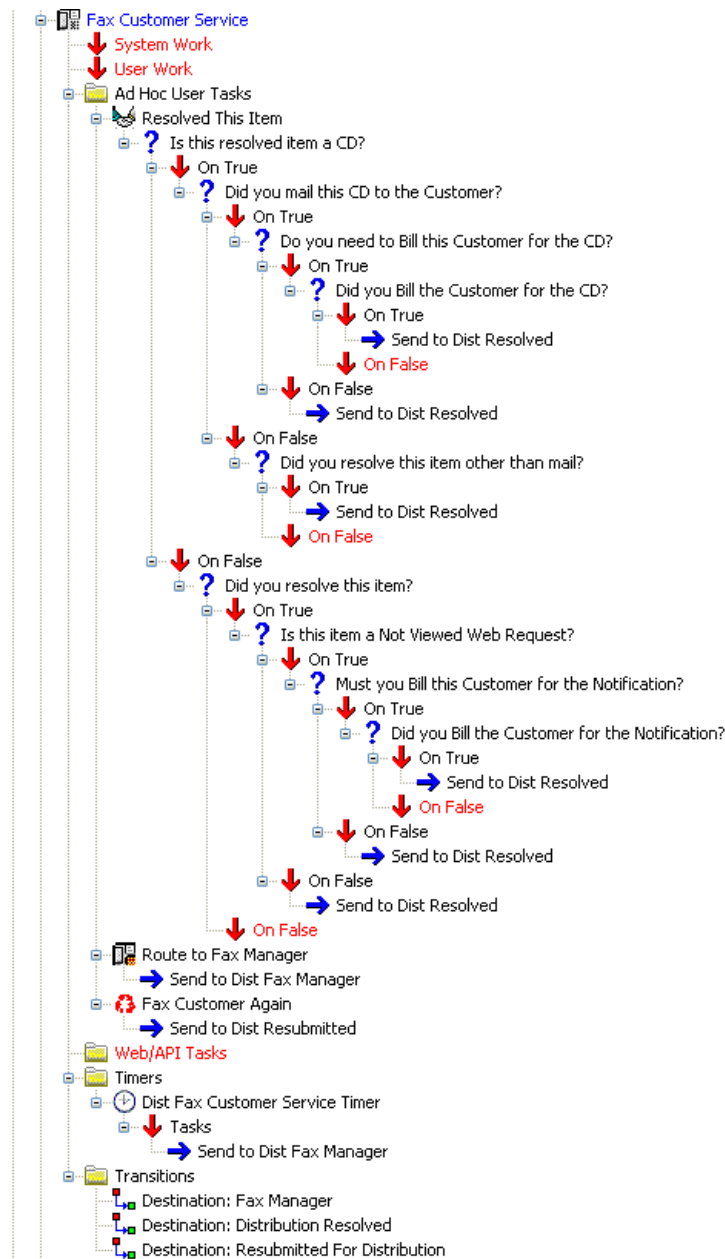 Fax Customer Service
System Work
User Work
Ad Hoc User Tasks
Resolved This Item
Is this resolved item a CD?
On True
Did you mail this CD to the Customer?
On True
Do you need to Bill this Customer for the CD?
On True
Did you Bill the Customer for the CD?
On True
Send to Dist Resolved
On False
On False
Send to Dist Resolved
On False
Did you resolve this item other than mail?
On True
Send to Dist Resolved
On False
On False
Did you resolve this item?
On True
Is this item a Not Viewed Web Request?
On True
Must you Bill this Customer for the Notification?
On True
Did you Bill the Customer for the Notification?
On True
Send to Dist Resolved
On False
On False
Send to Dist Resolved
On False
Send to Dist Resolved
On False
Route to Fax Manager
Send to Dist Fax Manager
Fax Customer Again
Send to Dist Resubmitted
Web/API Tasks
Timers
Dist Fax Customer Service Timer
Tasks
Send to Dist Fax Manager
Transitions
Destination: Fax Manager
Destination: Distribution Resolved
Destination: Resubmitted For Distribution